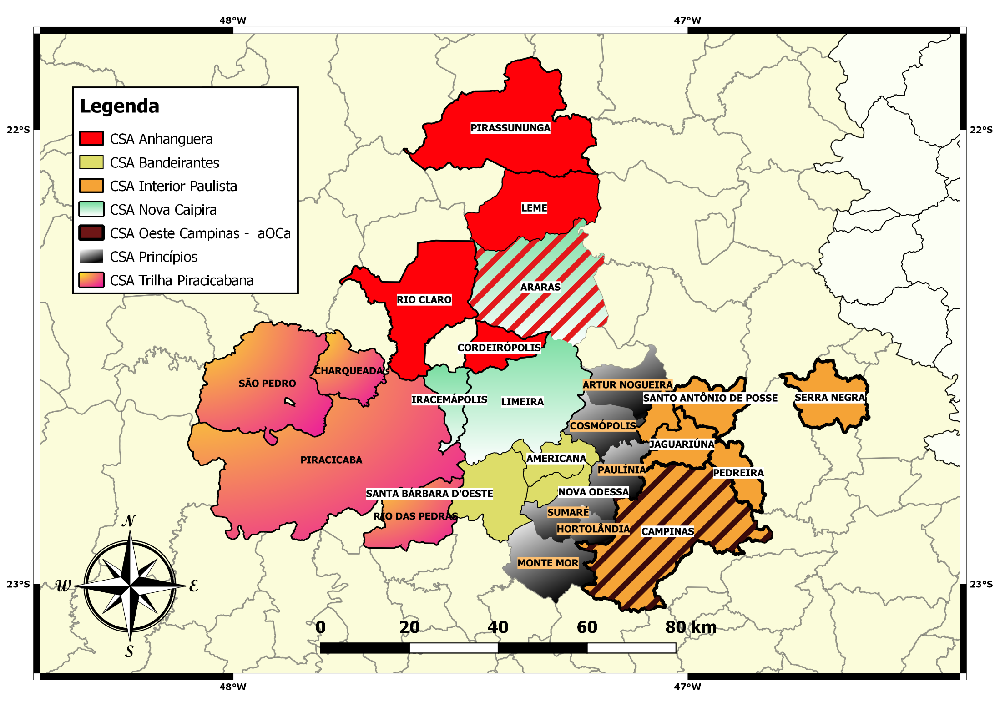 48°W 47°W
22°S 22°S
Legenda
CSA Anhanguera
CSA Bandeirantes
CSA Interior Paulista
CSA Nova Caipira
CSA Oeste Campinas - aOCa
CSA Princípios
CSA Trilha Piracicabana
PIRASSUNUNGA
LEME
ARARAS
RIO CLARO
CORDEIRÓPOLIS
CHARQUEADAS
SÃO PEDRO
ARTUR NOGUEIRA
SANTO ANTÔNIO DE POSSE
SERRA NEGRA
IRACEMÁPOLIS
LIMEIRA
COSMÓPOLIS
JAGUARIÚNA
PIRACICABA
AMERICANA
PAULÍNIA
PEDREIRA
SANTA BÁRBARA D'OESTE
NOVA ODESSA
SUMARÉ
RIO DAS PEDRAS
HORTOLÂNDIA
CAMPINAS
MONTE MOR
N
W E
S
23°S 23°S
0 20 40 60 80 km
48°W 47°W